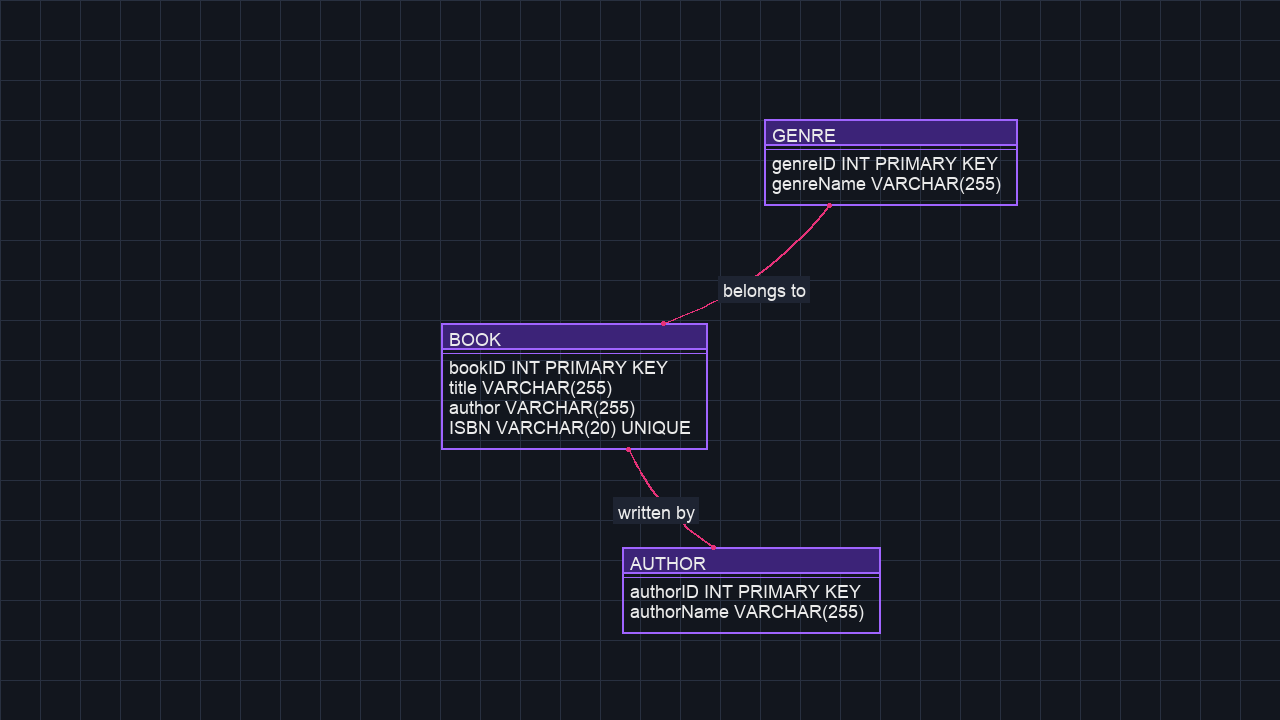 GENRE
genreID INT PRIMARY KEY
genreName VARCHAR(255)
belongs to
BOOK
bookID INT PRIMARY KEY
title VARCHAR(255)
author VARCHAR(255)
ISBN VARCHAR(20) UNIQUE
written by
AUTHOR
authorID INT PRIMARY KEY
authorName VARCHAR(255)